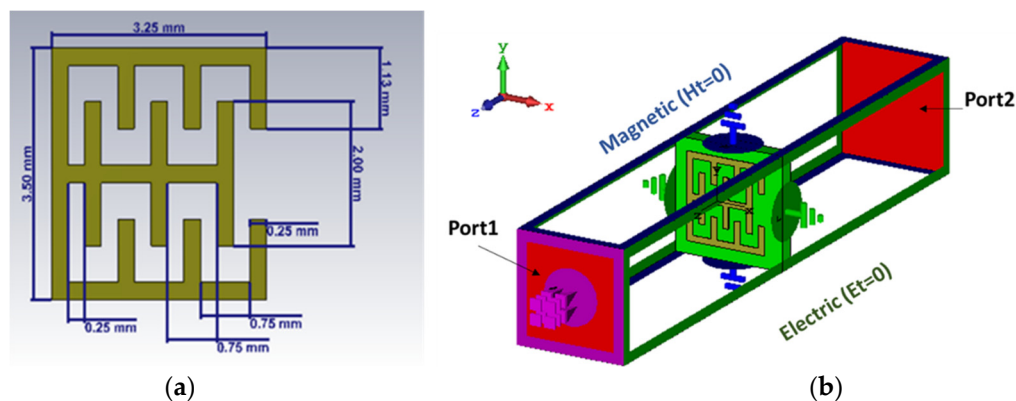 3.25 mm
1.13 mm
2.00 mm
3.50 mm
0.25 mm
0.25 mm
0.75 mm
0.75 mm
(a)
y
x
z
Magnetic (Ht=0)
Port2
Port1
Electric (Et=0)
(b)